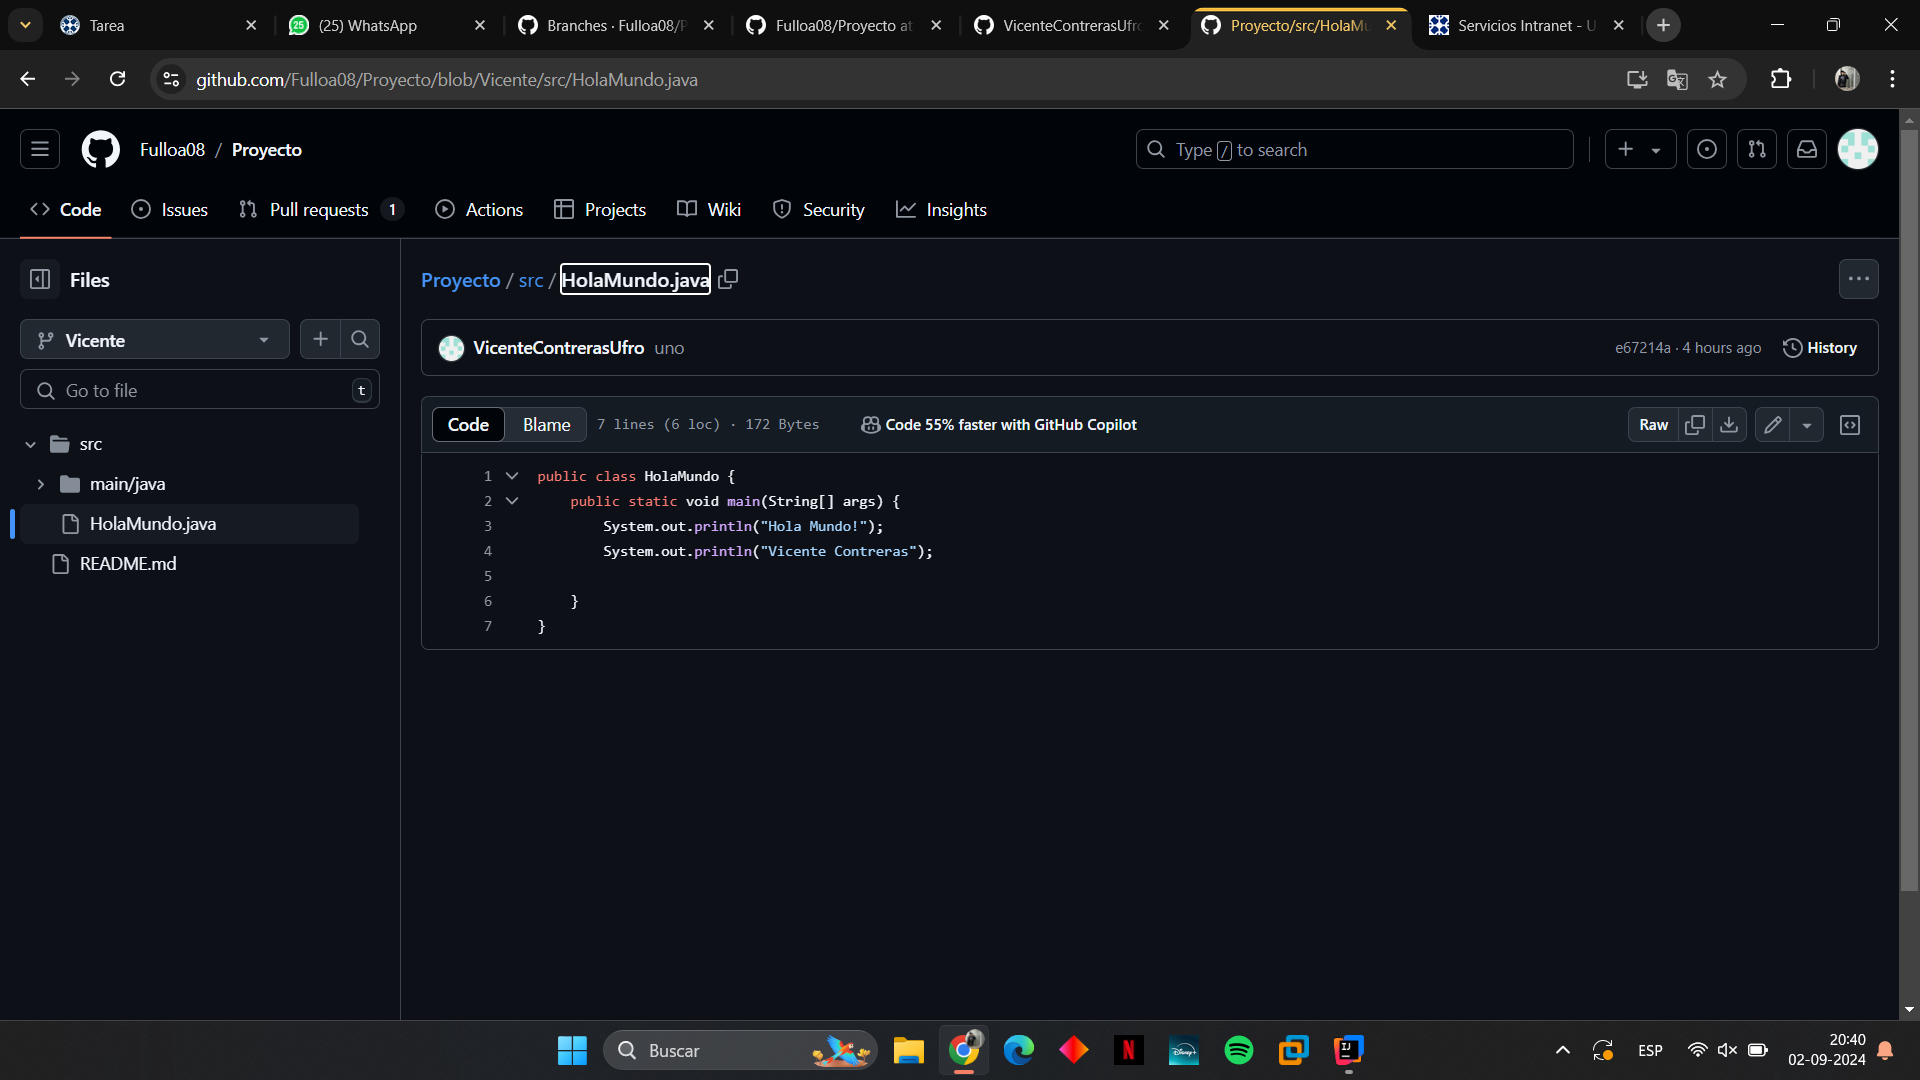 Tarea
(25) WhatsApp
Branches · Fulloa08/P
Fulloa08/Proyecto at
VicenteContrerasUfro
Proyecto/src/HolaMu
Servicios Intranet - U
github.com/Fulloa08/Proyecto/blob/Vicente/src/HolaMundo.java
Fulloa08 / Proyecto
Type / to search
Code
Issues
Pull requests 1
Actions
Projects
Wiki
Security
Insights
Files
Proyecto / src / HolaMundo.java
Vicente
VicenteContrerasUfro uno
e67214a · 4 hours ago
History
Go to file t
Code Blame 7 lines (6 loc) · 172 Bytes
Code 55% faster with GitHub Copilot
Raw
src
main/java
HolaMundo.java
README.md
1 public class HolaMundo {
2 public static void main(String[] args) {
3 System.out.println("Hola Mundo!");
4 System.out.println("Vicente Contreras");
5
6 }
7 }
Buscar
Disney+
N
IJ
ESP
20:40
02-09-2024